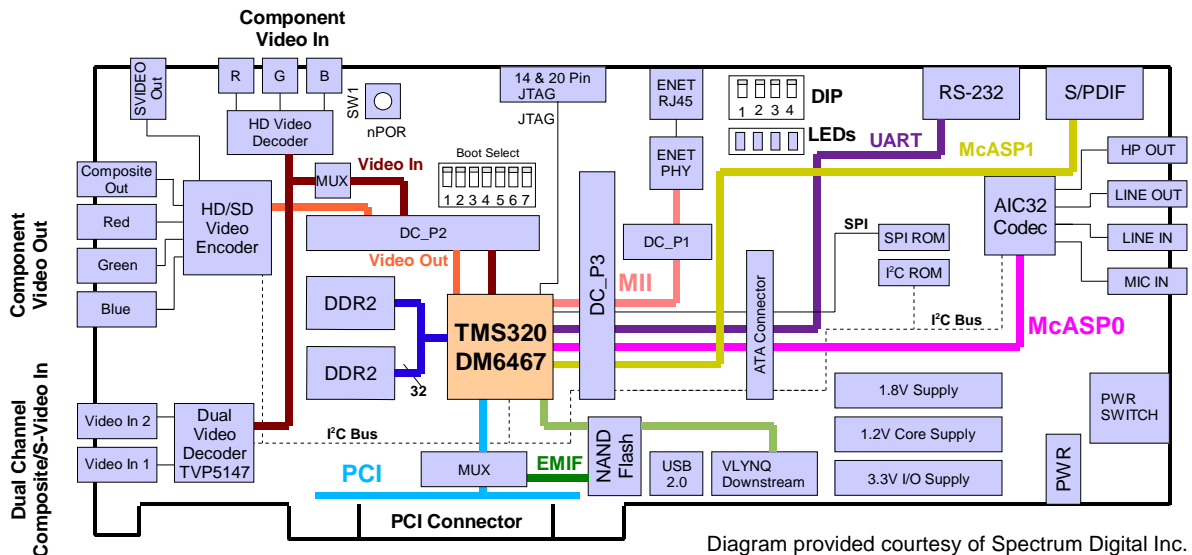 Component
Video In
SVIDEO
Out
R
G
B
SW1
nPOR
14 & 20 Pin
JTAG
JTAG
ENET
RJ45
1 2 3 4
DIP
LEDs
RS-232
S/PDIF
HD Video
Decoder
Video In
MUX
Boot Select
1 2 3 4 5 6 7
ENET
PHY
UART
McASP1
HP OUT
LINE OUT
LINE IN
MIC IN
AIC32
Codec
Component
Video Out
Composite
Out
Red
Green
Blue
HD/SD
Video
Encoder
DC_P2
Video Out
DC_P3
DC_P1
MII
SPI
SPI ROM
I²C ROM
I²C Bus
McASP0
ATA Connector
DDR2
DDR2
32
TMS320
DM6467
Dual Channel
Composite/S-Video In
Video In 2
Video In 1
Dual
Video
Decoder
TVP5147
I²C Bus
PCI
MUX
EMIF
NAND
Flash
USB
2.0
VLYNQ
Downstream
1.8V Supply
1.2V Core Supply
3.3V I/O Supply
PWR
SWITCH
PWR
PCI Connector
Diagram provided courtesy of Spectrum Digital Inc.